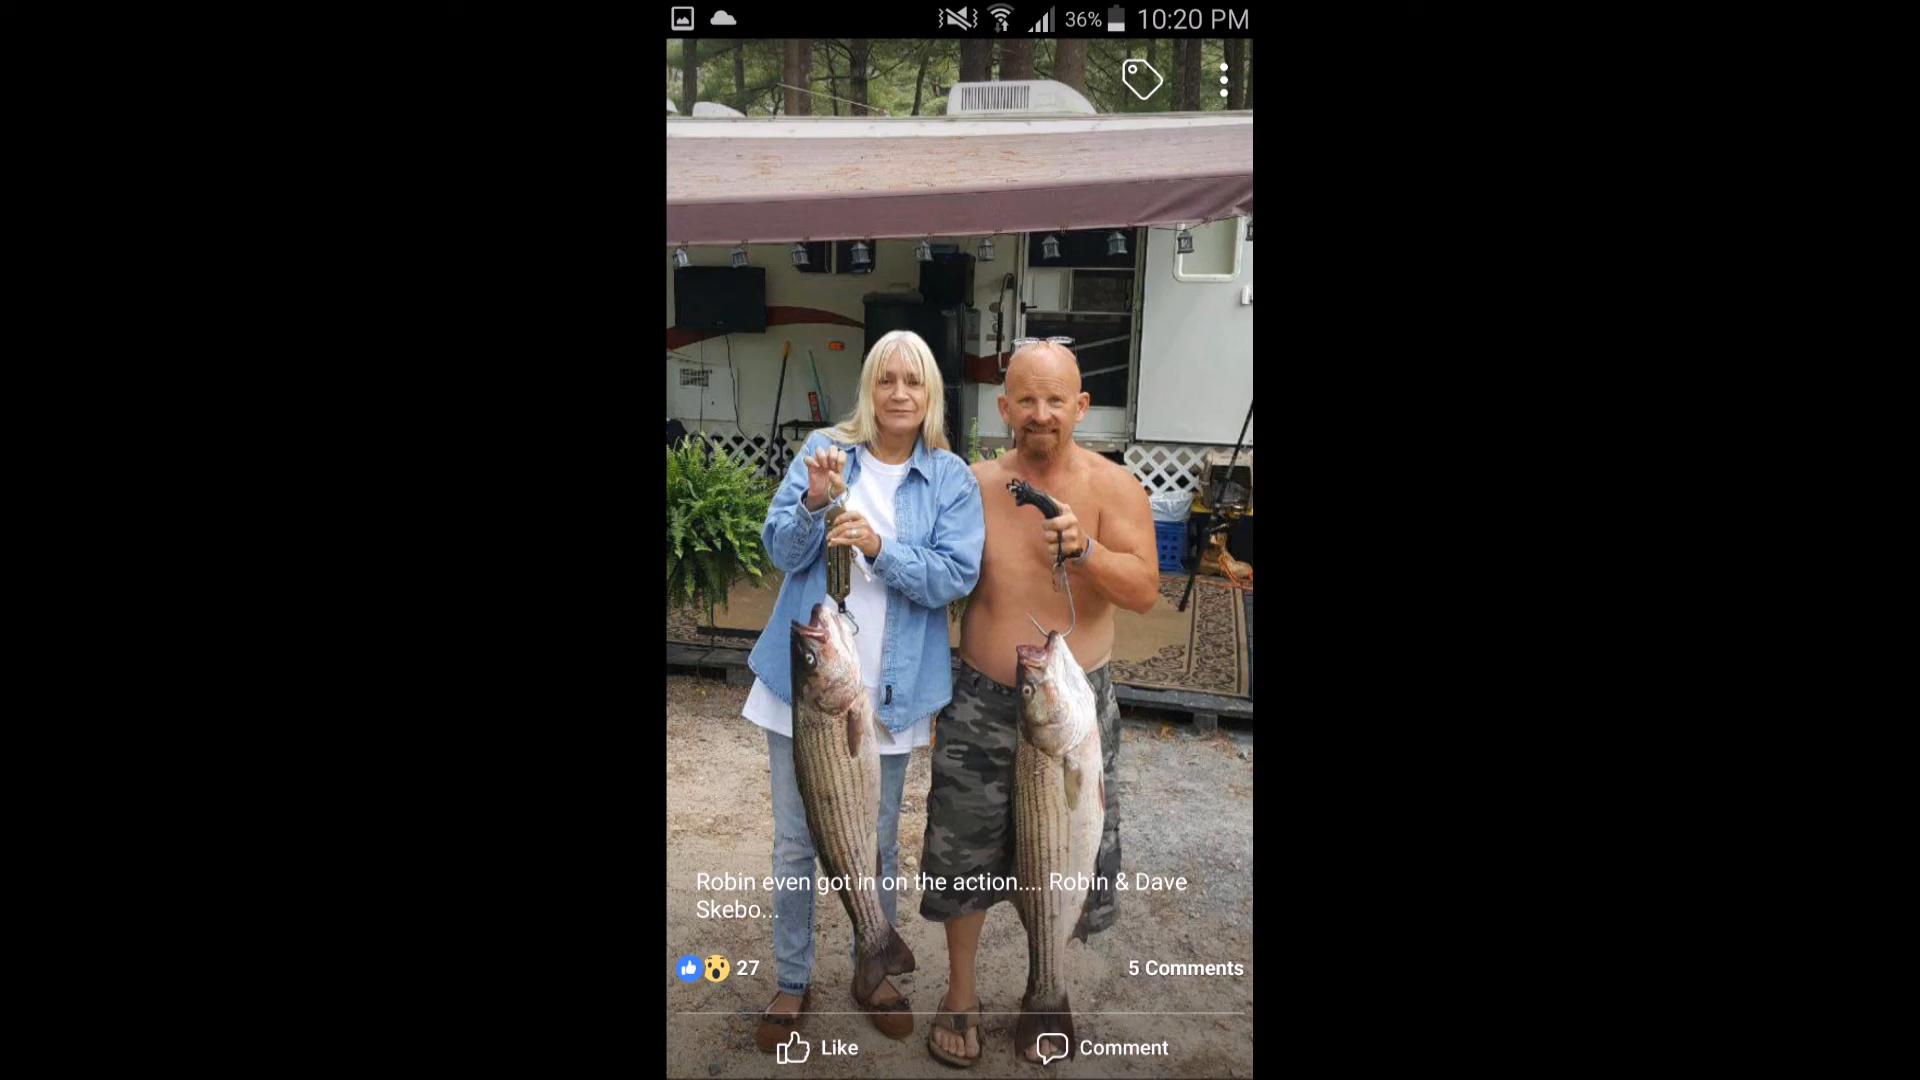 36% 10:20 PM
Robin even got in on the action.... Robin & Dave
Skebo...
27 5 Comments
Like Comment